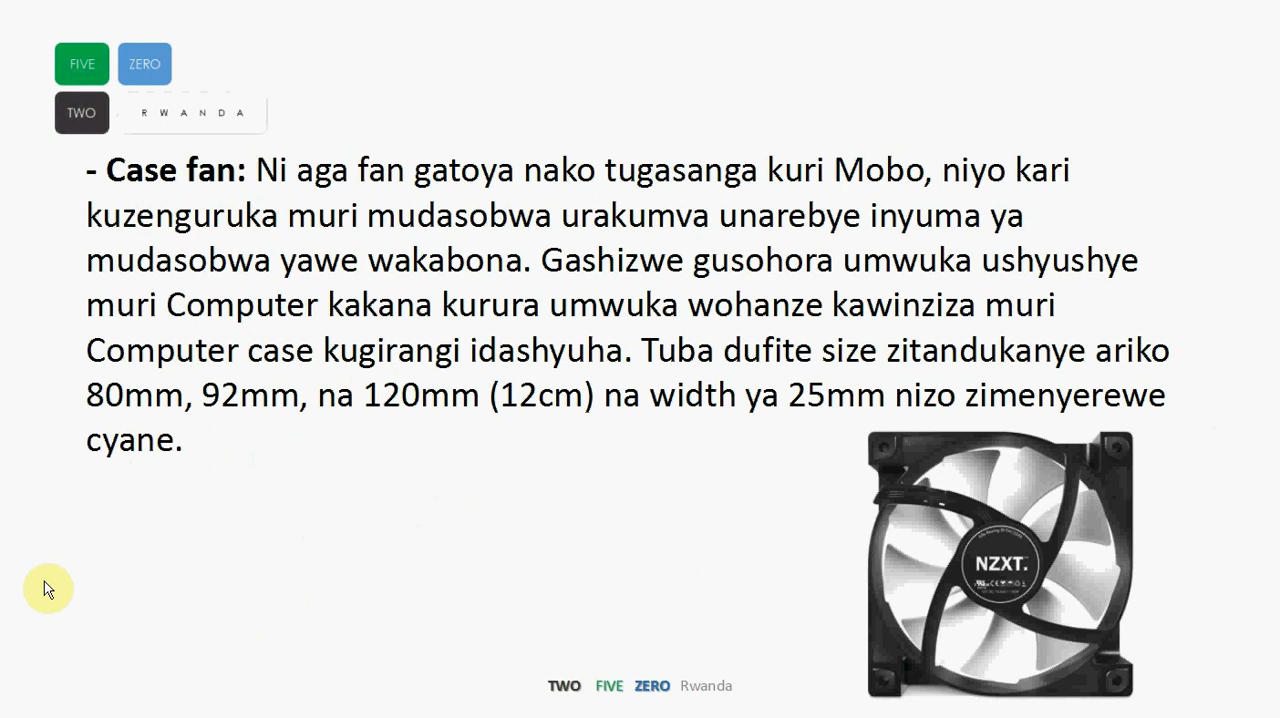 FIVE ZERO
TWO RWANDA
- Case fan: Ni aga fan gatoya nako tugasanga kuri Mobo, niyo kari
kuzenguruka muri mudasobwa urakumva unarebye inyuma ya
mudasobwa yawe wakabona. Gashizwe gusohora umwuka ushyushye
muri Computer kakana kurura umwuka wohanze kawinziza muri
Computer case kugirangi idashyuha. Tuba dufite size zitandukanye ariko
80mm, 92mm, na 120mm (12cm) na width ya 25mm nizo zimenyerewe
cyane.
NZXT.
TWO FIVE ZERO Rwanda